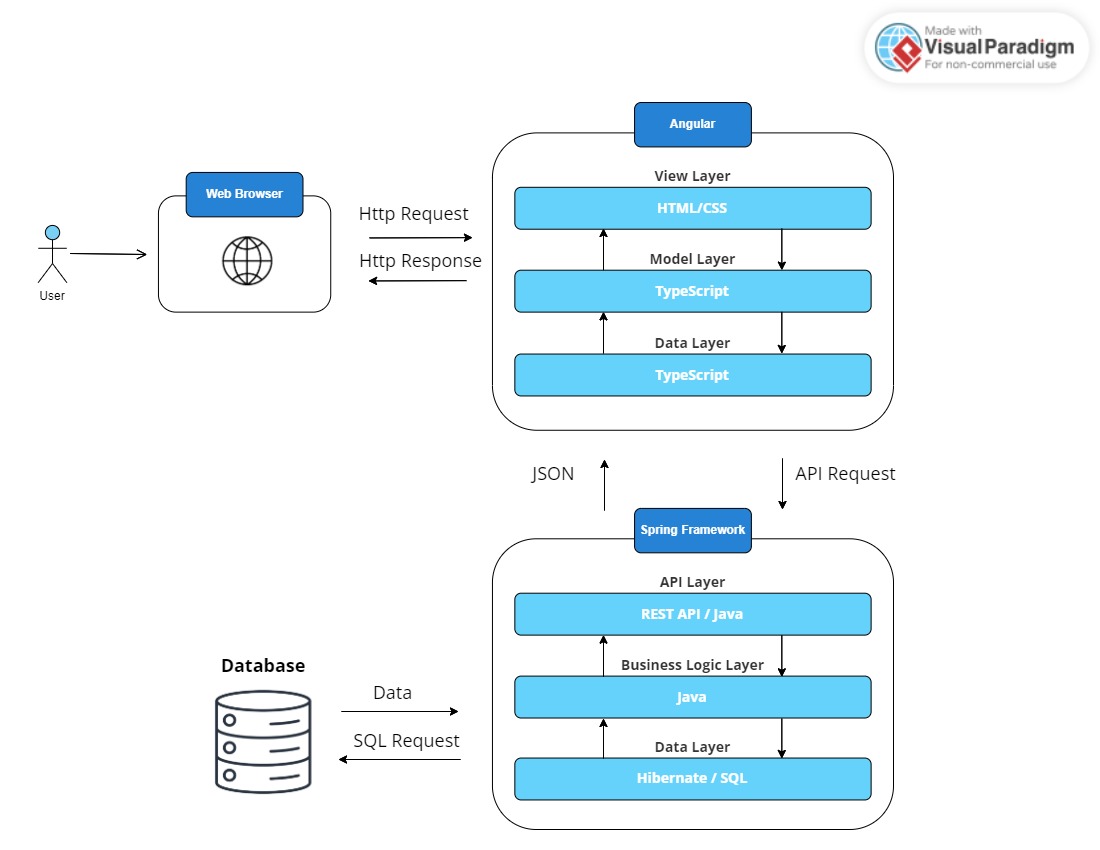 Made with
Visual Paradigm
For non-commercial use
Angular
View Layer
HTML/CSS
Model Layer
TypeScript
Data Layer
TypeScript
Web Browser
User
Http Request
Http Response
JSON
API Request
Spring Framework
API Layer
REST API / Java
Business Logic Layer
Java
Data Layer
Hibernate / SQL
Database
Data
SQL Request